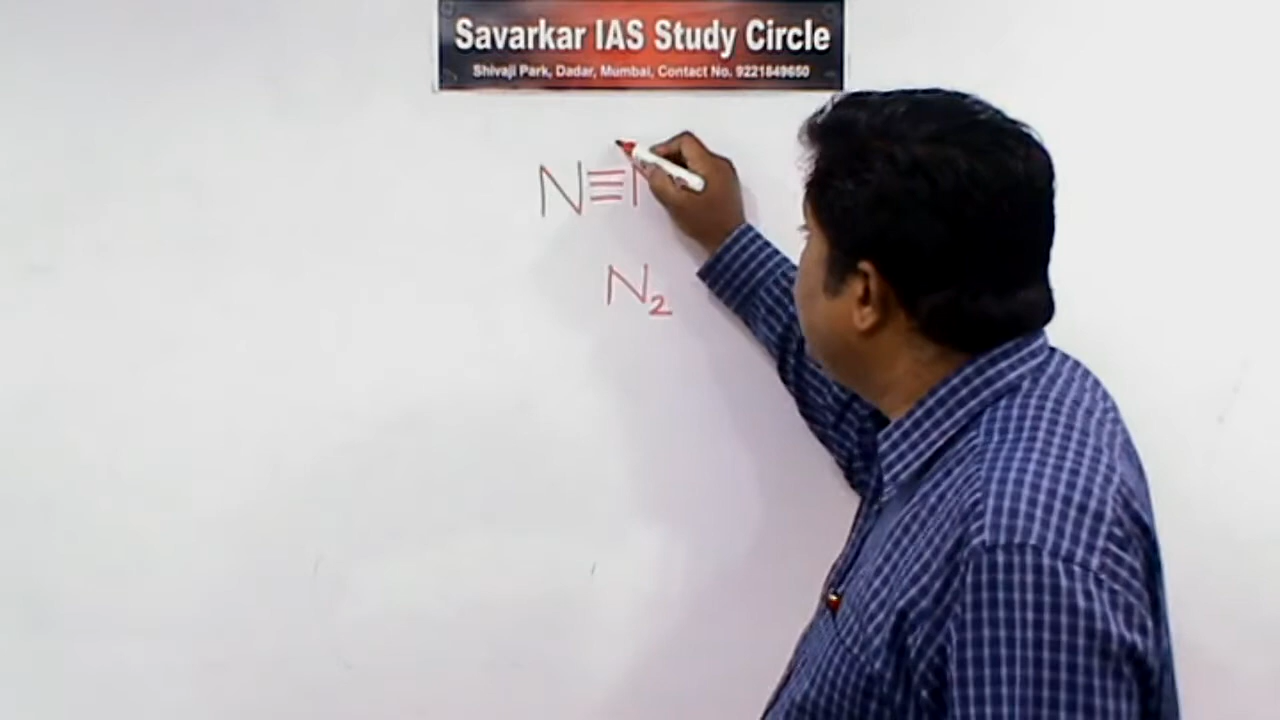 Savarkar IAS Study Circle
Shivaji Park, Dadar, Mumbai, Contact No. 9221849650
N≡N
N₂